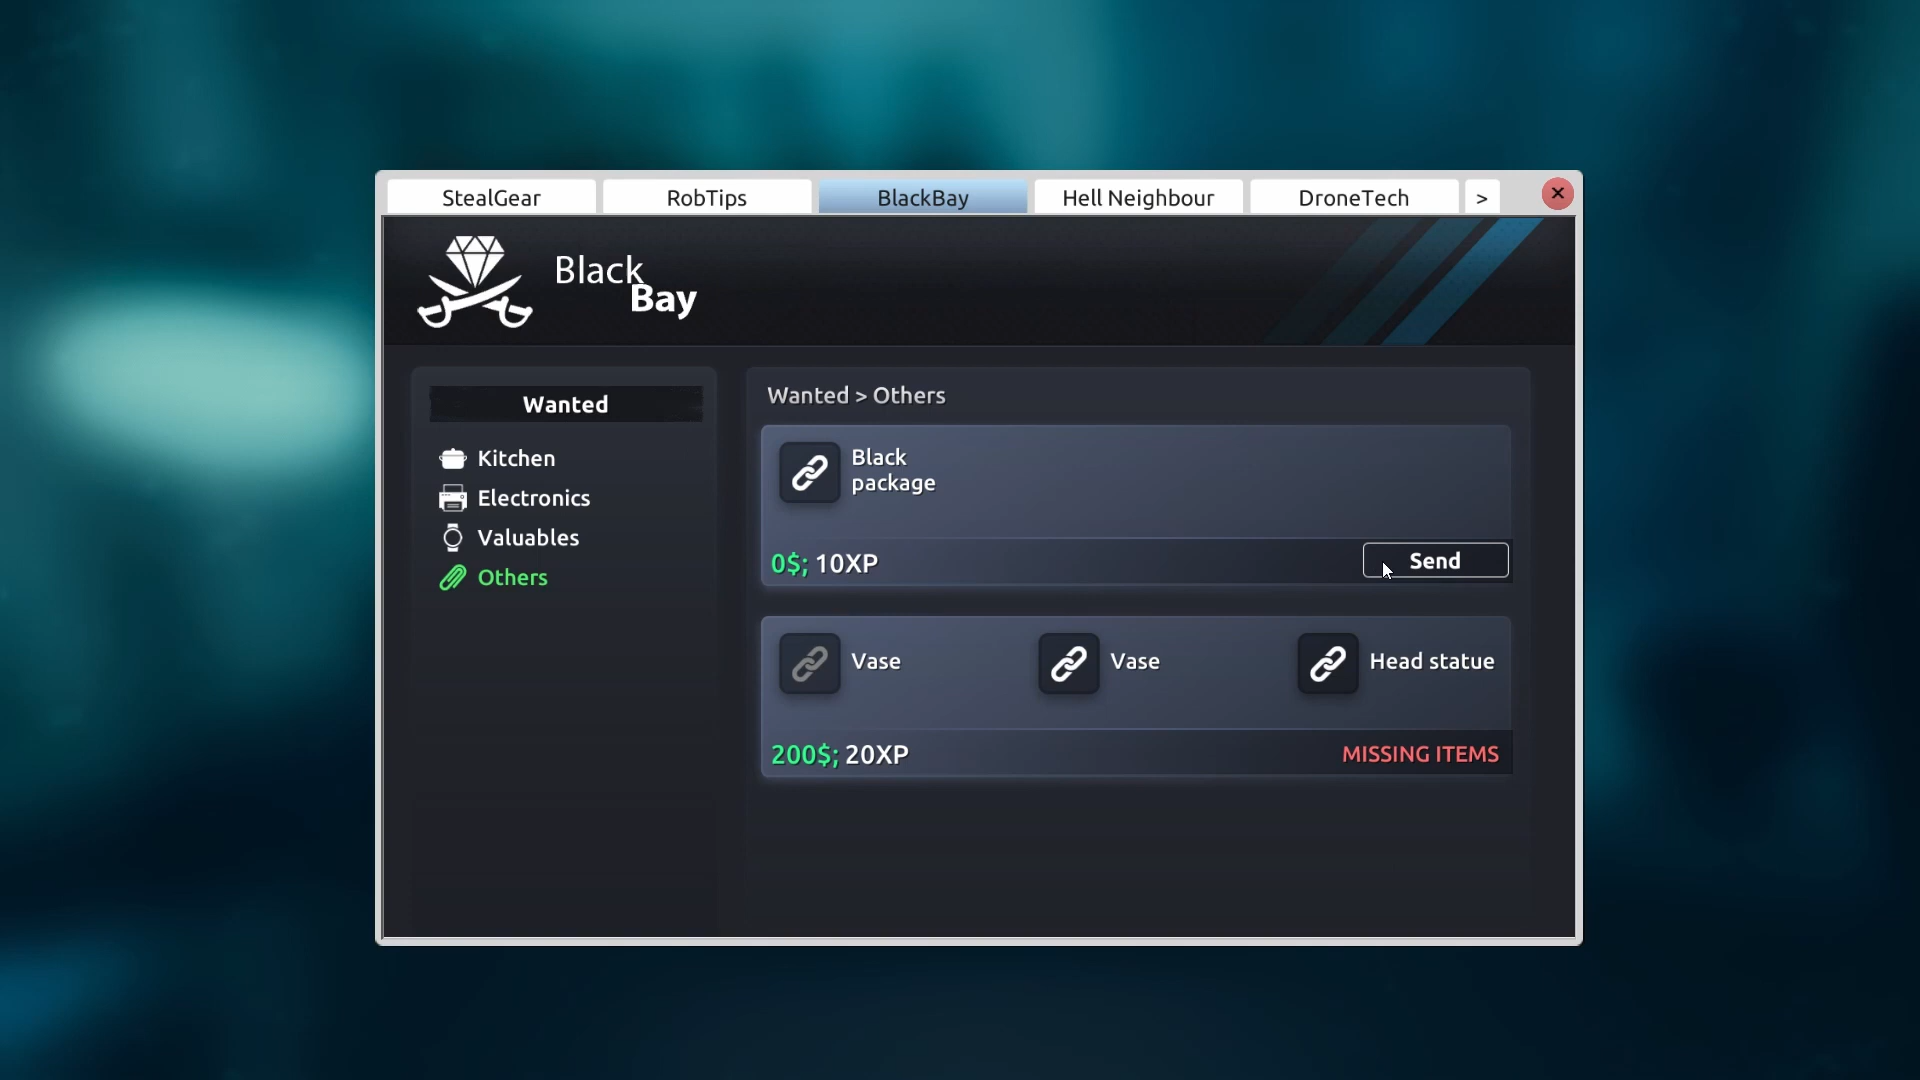 StealGear
RobTips
BlackBay
Hell Neighbour
DroneTech
>
Black
Bay
Wanted
Kitchen
Electronics
Valuables
Others
Wanted > Others
Black
package
0$; 10XP
Send
Vase
Vase
Head statue
200$; 20XP
MISSING ITEMS